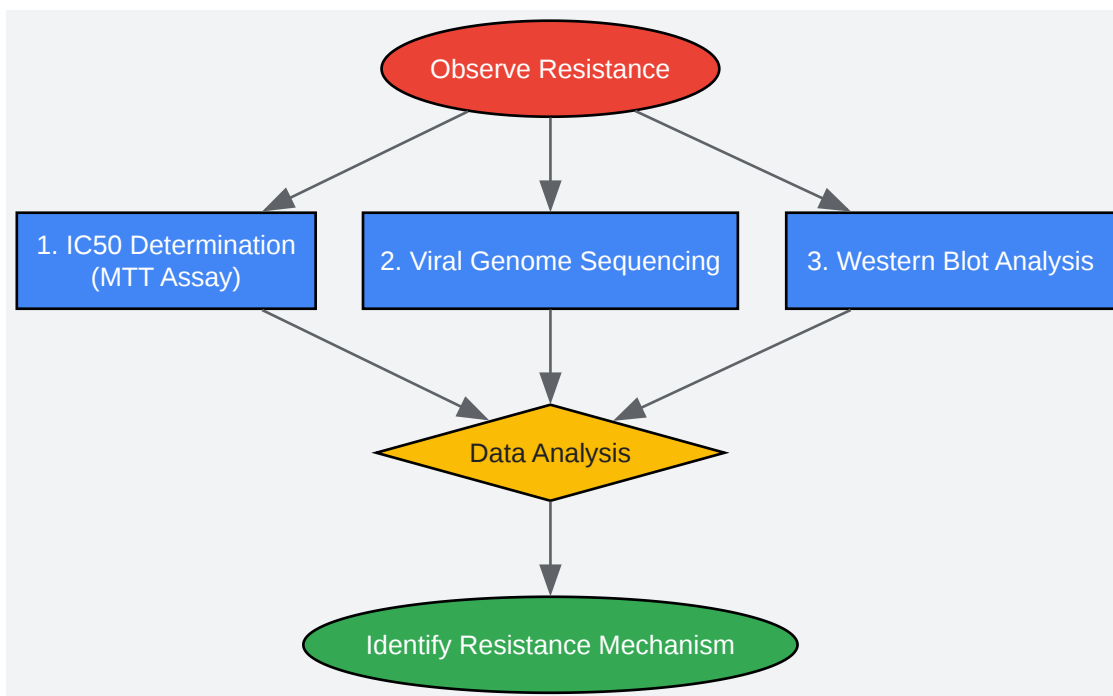 Observe Resistance
1. IC50 Determination
(MTT Assay)
2. Viral Genome Sequencing
3. Western Blot Analysis
Data Analysis
Identify Resistance Mechanism